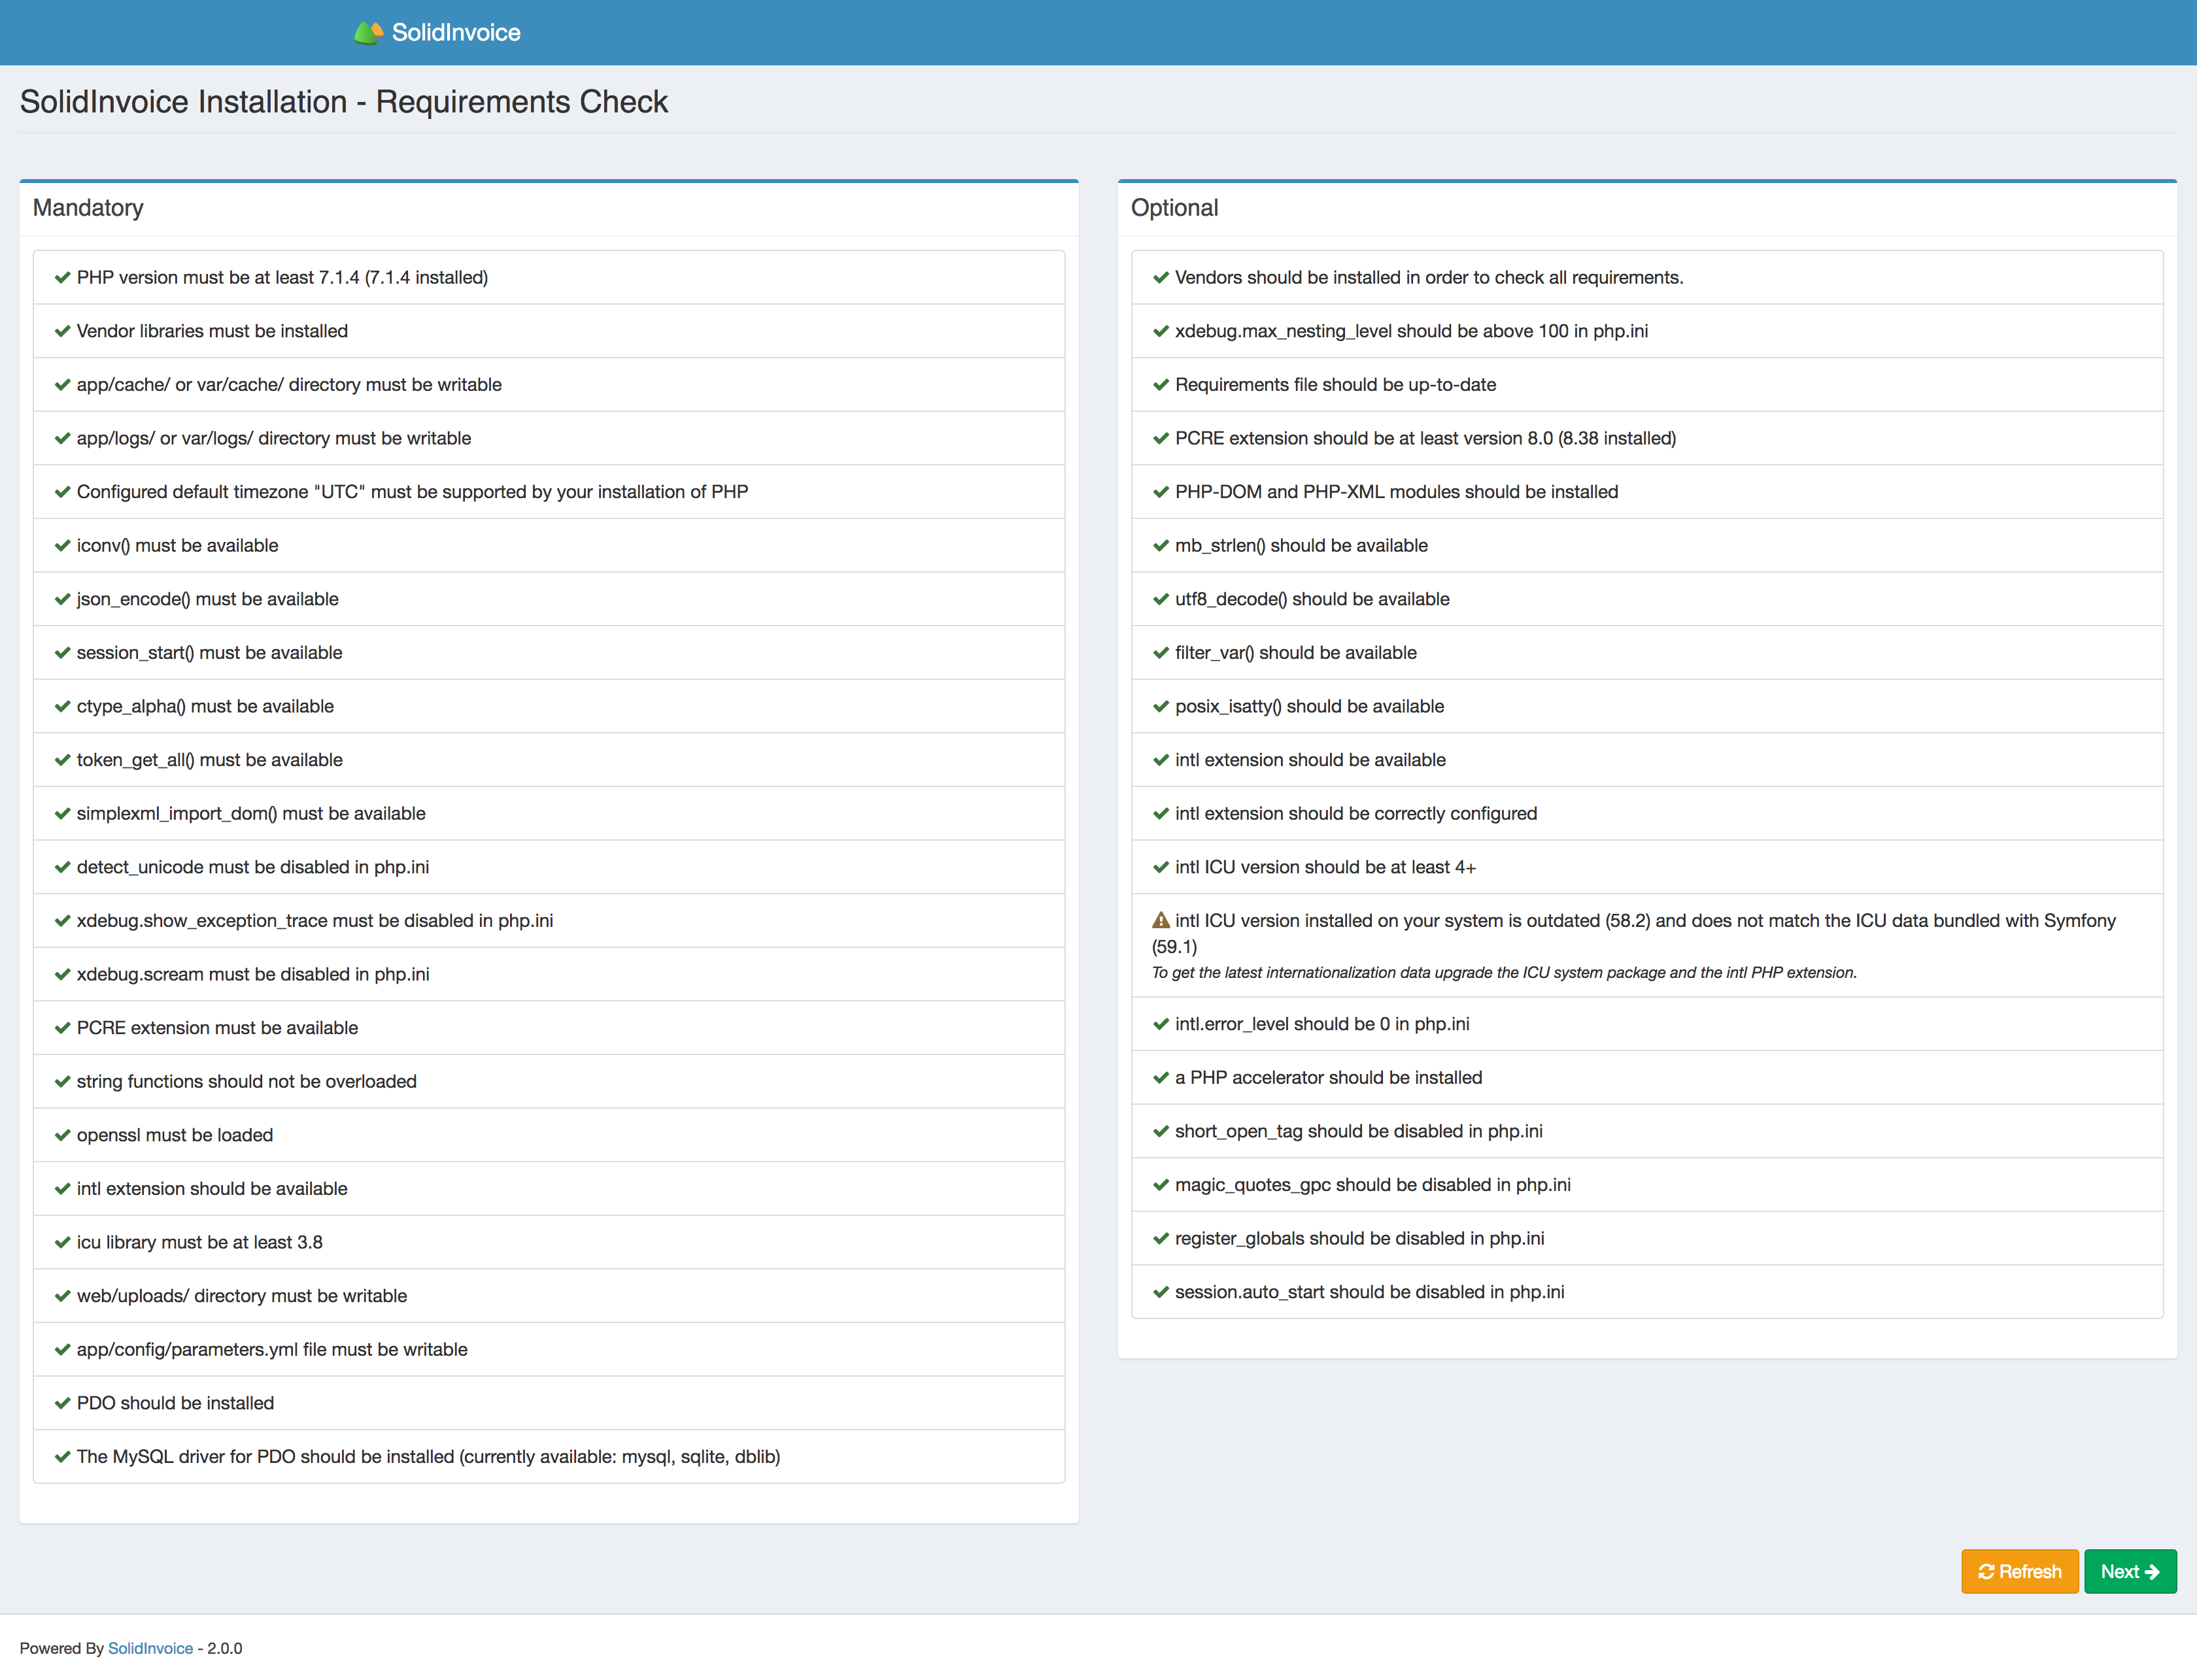 SolidInvoice
SolidInvoice Installation - Requirements Check
Mandatory
PHP version must be at least 7.1.4 (7.1.4 installed)
Vendor libraries must be installed
app/cache/ or var/cache/ directory must be writable
app/logs/ or var/logs/ directory must be writable
Configured default timezone "UTC" must be supported by your installation of PHP
iconv() must be available
json_encode() must be available
session_start() must be available
ctype_alpha() must be available
token_get_all() must be available
simplexml_import_dom() must be available
detect_unicode must be disabled in php.ini
xdebug.show_exception_trace must be disabled in php.ini
xdebug.scream must be disabled in php.ini
PCRE extension must be available
string functions should not be overloaded
openssl must be loaded
intl extension should be available
icu library must be at least 3.8
web/uploads/ directory must be writable
app/config/parameters.yml file must be writable
PDO should be installed
The MySQL driver for PDO should be installed (currently available: mysql, sqlite, dblib)
Optional
Vendors should be installed in order to check all requirements.
xdebug.max_nesting_level should be above 100 in php.ini
Requirements file should be up-to-date
PCRE extension should be at least version 8.0 (8.38 installed)
PHP-DOM and PHP-XML modules should be installed
mb_strlen() should be available
utf8_decode() should be available
filter_var() should be available
posix_isatty() should be available
intl extension should be available
intl extension should be correctly configured
intl ICU version should be at least 4+
intl ICU version installed on your system is outdated (58.2) and does not match the ICU data bundled with Symfony
(59.1)
To get the latest internationalization data upgrade the ICU system package and the intl PHP extension.
intl.error_level should be 0 in php.ini
a PHP accelerator should be installed
short_open_tag should be disabled in php.ini
magic_quotes_gpc should be disabled in php.ini
register_globals should be disabled in php.ini
session.auto_start should be disabled in php.ini
Refresh
Next
Powered By SolidInvoice - 2.0.0